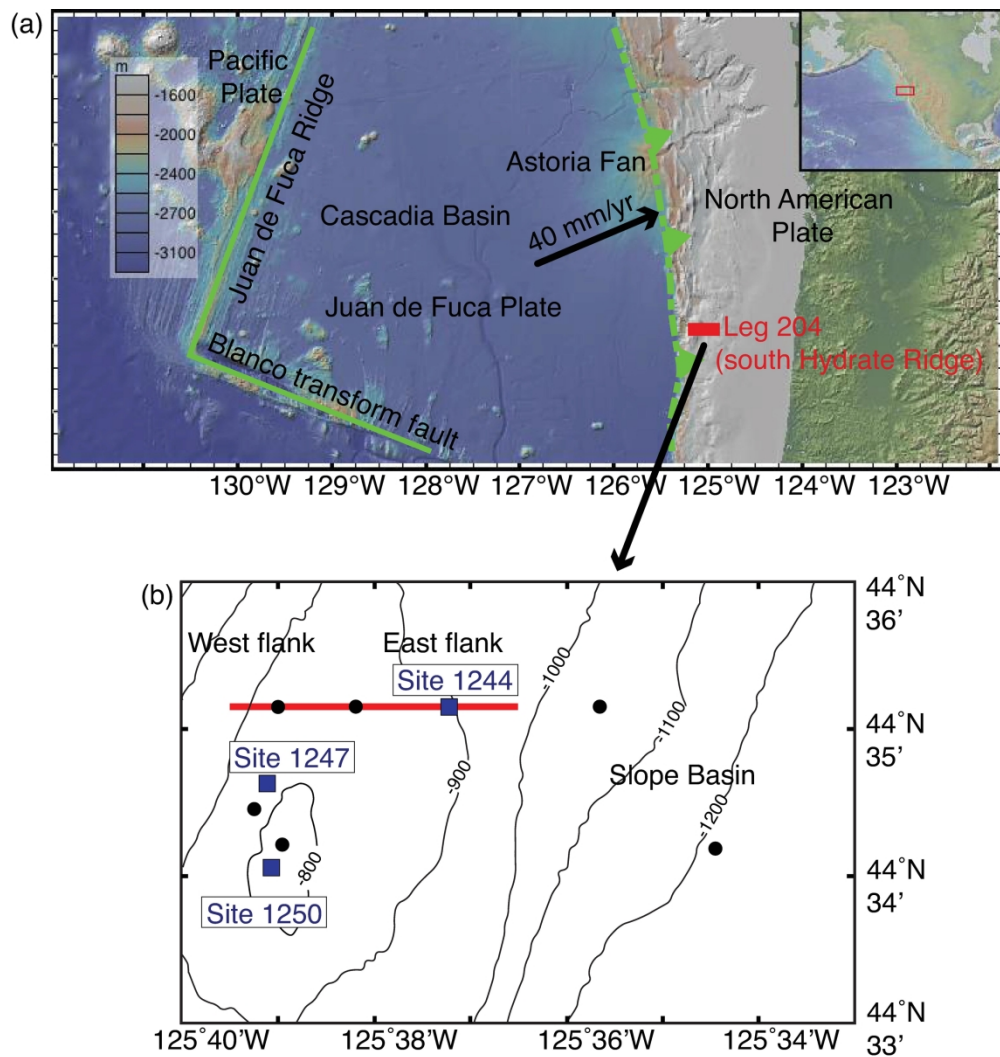 (a)
m
-1600
-2000
-2400
-2700
-3100
Pacific
Plate
Juan de Fuca Ridge
Cascadia Basin
Astoria Fan
40 mm/yr
North American
Plate
Juan de Fuca Plate
Blanco transform fault
Leg 204
(south Hydrate Ridge)
130°W 129°W 128°W 127°W 126°W 125°W 124°W 123°W
(b)
West flank
East flank
Site 1244
Site 1247
Site 1250
Slope Basin
-800
-900
-1000
-1100
-1200
44°N
36’
44°N
35’
44°N
34’
44°N
33’
125°40’W 125°38’W 125°36’W 125°34’W